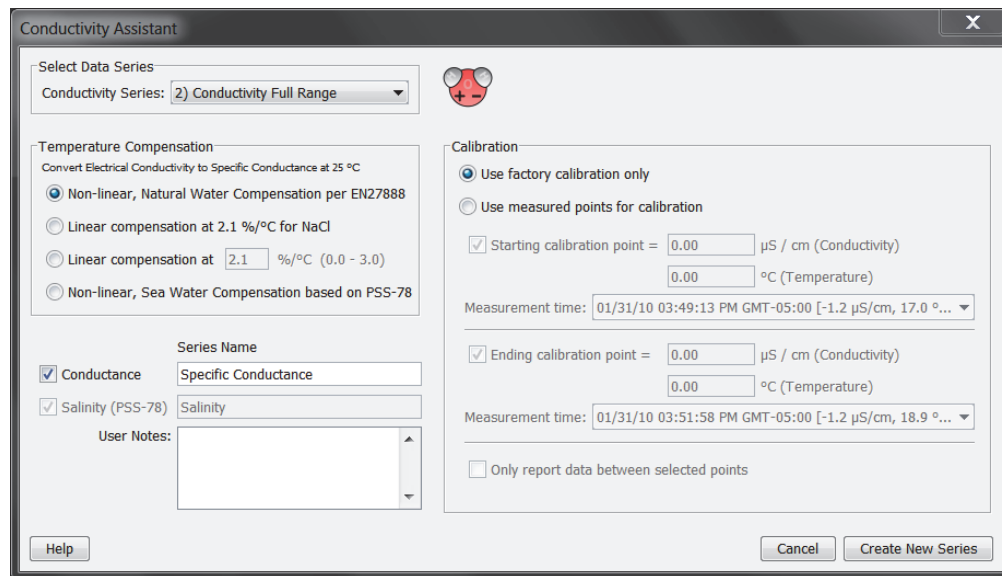 Conductivity Assistant
X
Select Data Series
Conductivity Series: 2) Conductivity Full Range
Temperature Compensation
Convert Electrical Conductivity to Specific Conductance at 25 ºC
Non-linear, Natural Water Compensation per EN27888
Linear compensation at 2.1 %/ºC for NaCl
Linear compensation at 2.1 %/ºC (0.0 - 3.0)
Non-linear, Sea Water Compensation based on PSS-78
Series Name
Conductance Specific Conductance
Salinity (PSS-78) Salinity
User Notes:
Calibration
Use factory calibration only
Use measured points for calibration
Starting calibration point = 0.00 µS / cm (Conductivity)
0.00 ºC (Temperature)
Measurement time: 01/31/10 03:49:13 PM GMT-05:00 [-1.2 µS/cm, 17.0 º...
Ending calibration point = 0.00 µS / cm (Conductivity)
0.00 ºC (Temperature)
Measurement time: 01/31/10 03:51:58 PM GMT-05:00 [-1.2 µS/cm, 18.9 º...
Only report data between selected points
Help
Cancel
Create New Series